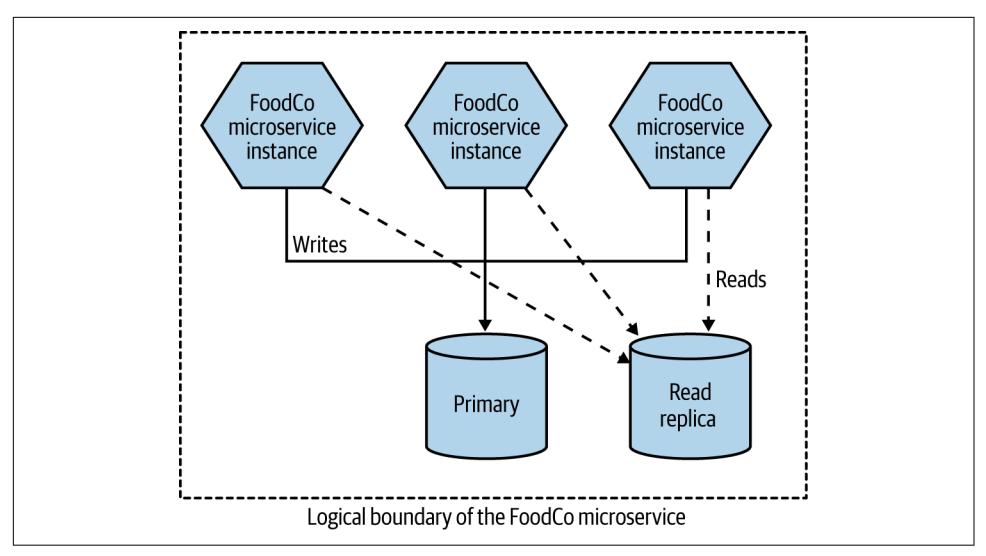 FoodCo
microservice
instance
FoodCo
microservice
instance
FoodCo
microservice
instance
Writes
Reads
Primary
Read
replica
Logical boundary of the FoodCo microservice